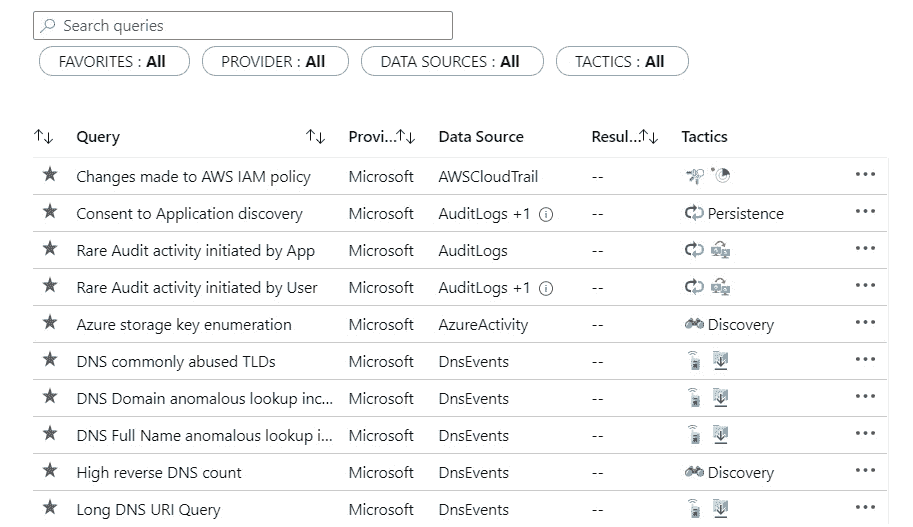 Search queries
FAVORITES : All PROVIDER : All DATA SOURCES : All TACTICS : All
Query Provi... Data Source Resul... Tactics
Changes made to AWS IAM policy Microsoft AWSCloudTrail -- ...
Consent to Application discovery Microsoft AuditLogs +1 -- Persistence ...
Rare Audit activity initiated by App Microsoft AuditLogs -- ...
Rare Audit activity initiated by User Microsoft AuditLogs +1 -- ...
Azure storage key enumeration Microsoft AzureActivity -- Discovery ...
DNS commonly abused TLDs Microsoft DnsEvents -- ...
DNS Domain anomalous lookup inc... Microsoft DnsEvents -- ...
DNS Full Name anomalous lookup i... Microsoft DnsEvents -- ...
High reverse DNS count Microsoft DnsEvents -- Discovery ...
Long DNS URI Query Microsoft DnsEvents -- ...